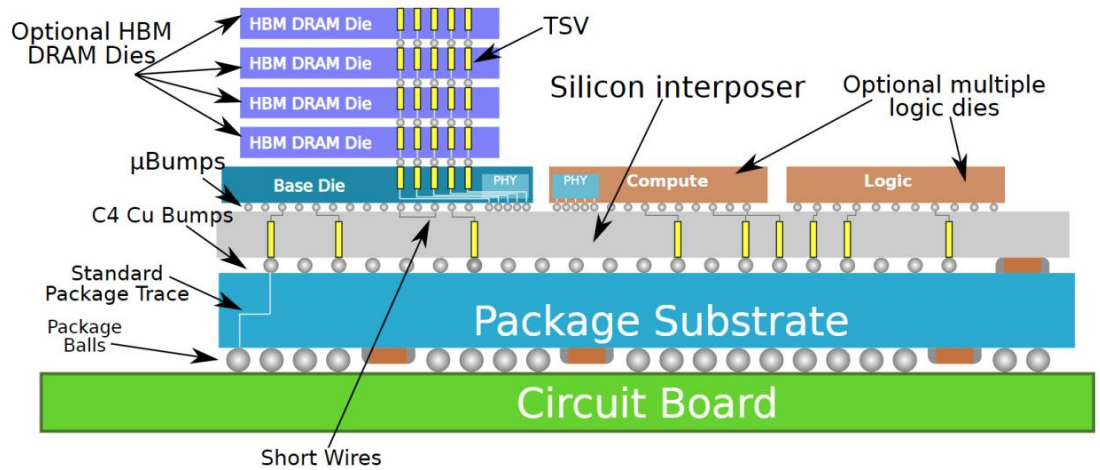 Optional HBM
DRAM Dies
HBM DRAM Die
HBM DRAM Die
HBM DRAM Die
HBM DRAM Die
TSV
Silicon interposer
Optional multiple
logic dies
μBumps
Base Die
PHY
PHY
Compute
Logic
C4 Cu Bumps
Standard
Package Trace
Package Substrate
Package
Balls
Circuit Board
Short Wires